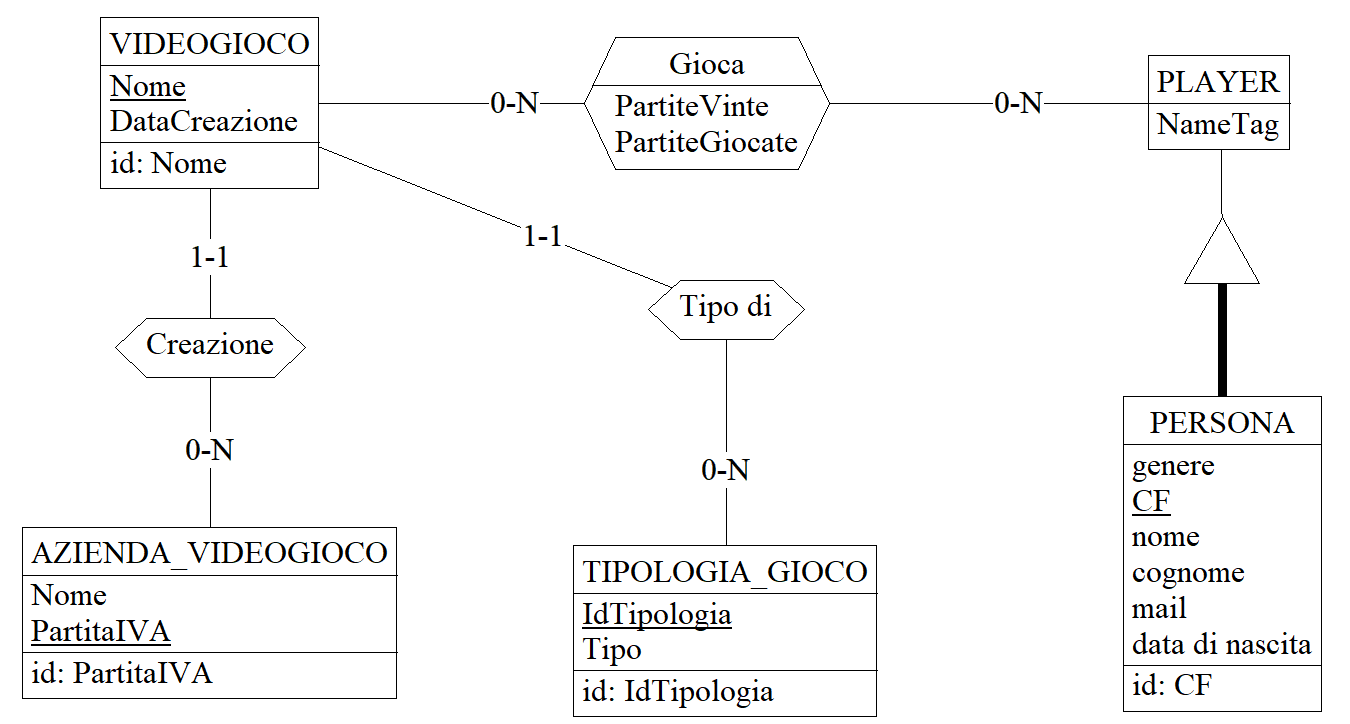 VIDEOGIOCO
Nome
DataCreazione
id: Nome
0-N
Gioca
PartiteVinte
PartiteGiocate
0-N
PLAYER
NameTag
1-1
Creazione
0-N
AZIENDA_VIDEOGIOCO
Nome
PartitaIVA
id: PartitaIVA
1-1
Tipo di
0-N
TIPOLOGIA_GIOCO
IdTipologia
Tipo
id: IdTipologia
PERSONA
genere
CF
nome
cognome
mail
data di nascita
id: CF